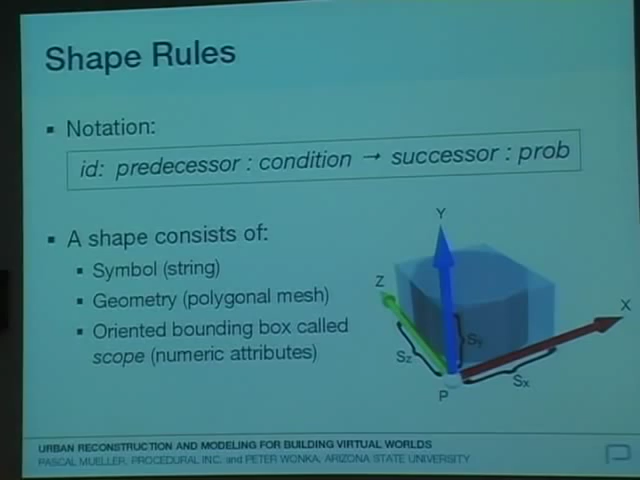 Shape Rules
▪ Notation:
id: predecessor : condition → successor : prob
▪ A shape consists of:
▪ Symbol (string)
▪ Geometry (polygonal mesh)
▪ Oriented bounding box called
scope (numeric attributes)
Y
Z
X
Sy
Sz
Sx
P
URBAN RECONSTRUCTION AND MODELING FOR BUILDING VIRTUAL WORLDS
PASCAL MUELLER, PROCEDURAL INC. and PETER WONKA, ARIZONA STATE UNIVERSITY